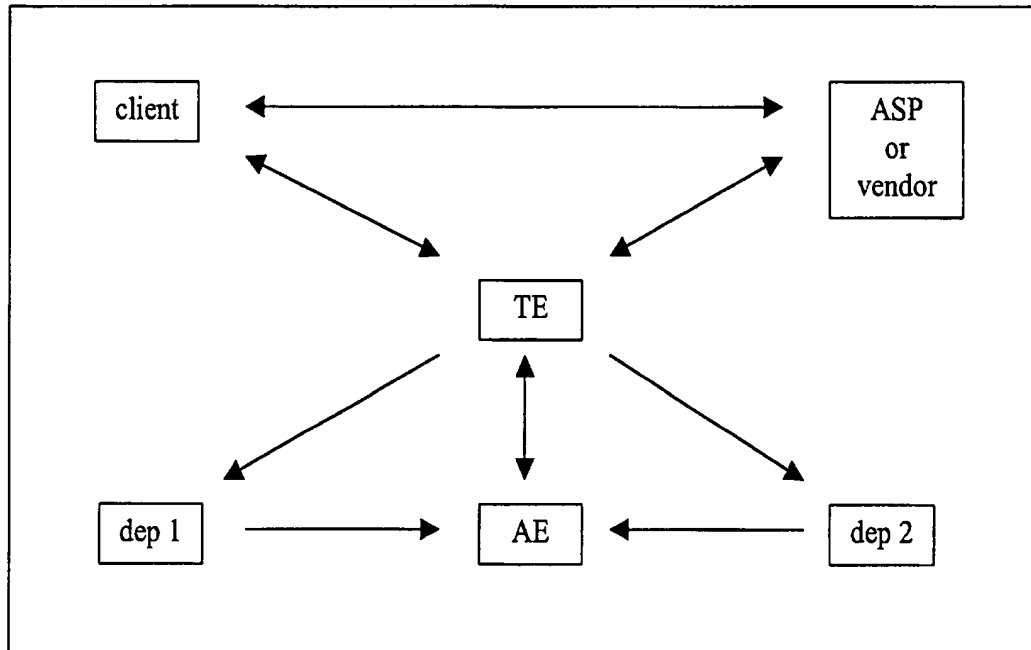 client
ASP
or
vendor
TE
dep 1
AE
dep 2